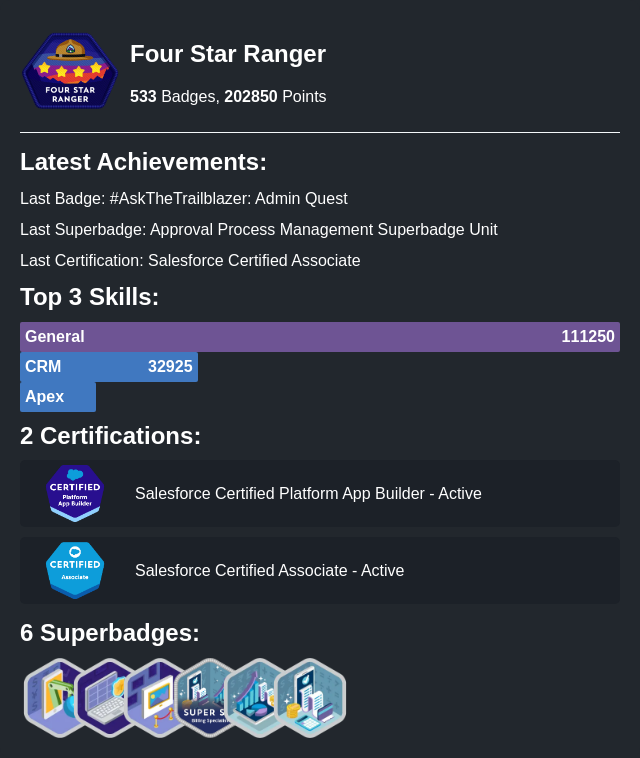 FOUR STAR
RANGER
Four Star Ranger
533 Badges, 202850 Points
Latest Achievements:
Last Badge: #AskTheTrailblazer: Admin Quest
Last Superbadge: Approval Process Management Superbadge Unit
Last Certification: Salesforce Certified Associate
Top 3 Skills:
General 111250
CRM 32925
Apex
2 Certifications:
CERTIFIED
Platform
App Builder
Salesforce Certified Platform App Builder - Active
CERTIFIED
Associate
Salesforce Certified Associate - Active
6 Superbadges:
SUPER S